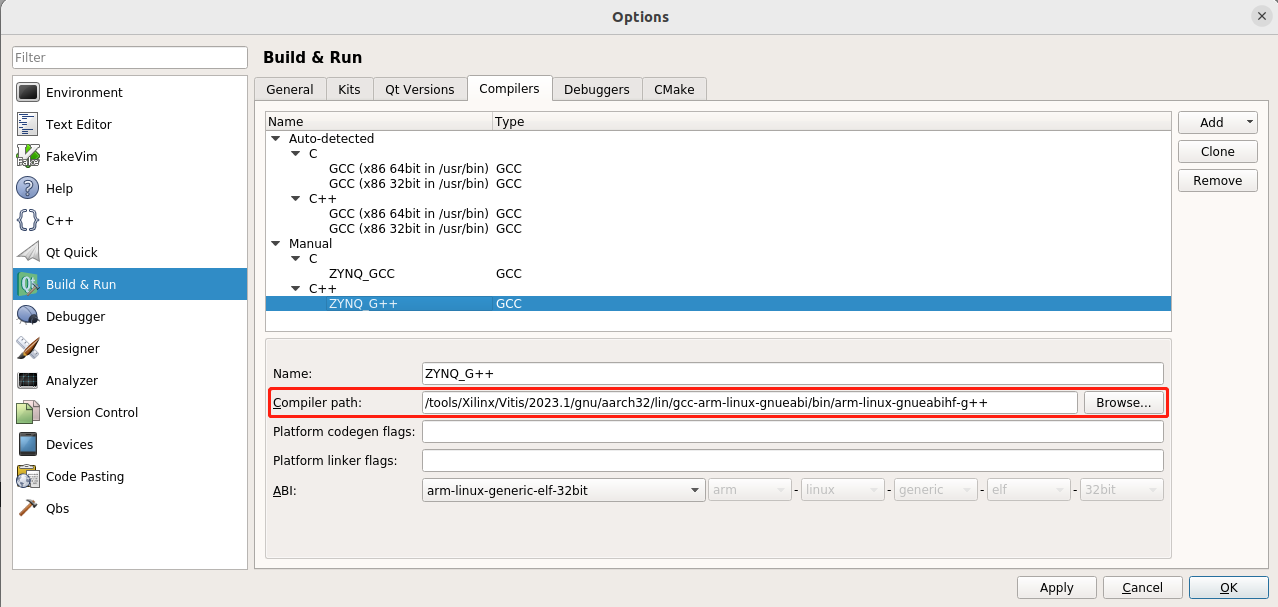 Options
Filter
Environment
Text Editor
FakeVim
Help
C++
Qt Quick
Build & Run
Debugger
Designer
Analyzer
Version Control
Devices
Code Pasting
Qbs
Build & Run
General Kits Qt Versions Compilers Debuggers CMake
Name Type
Auto-detected
C
GCC (x86 64bit in /usr/bin) GCC
GCC (x86 32bit in /usr/bin) GCC
C++
GCC (x86 64bit in /usr/bin) GCC
GCC (x86 32bit in /usr/bin) GCC
Manual
C
ZYNQ_GCC GCC
C++
ZYNQ_G++ GCC
Add
Clone
Remove
Name: ZYNQ_G++
Compiler path: /tools/Xilinx/Vitis/2023.1/gnu/aarch32/lin/gcc-arm-linux-gnueabi/bin/arm-linux-gnueabihf-g++ Browse...
Platform codegen flags:
Platform linker flags:
ABI: arm-linux-generic-elf-32bit arm - linux - generic - elf - 32bit
Apply Cancel OK